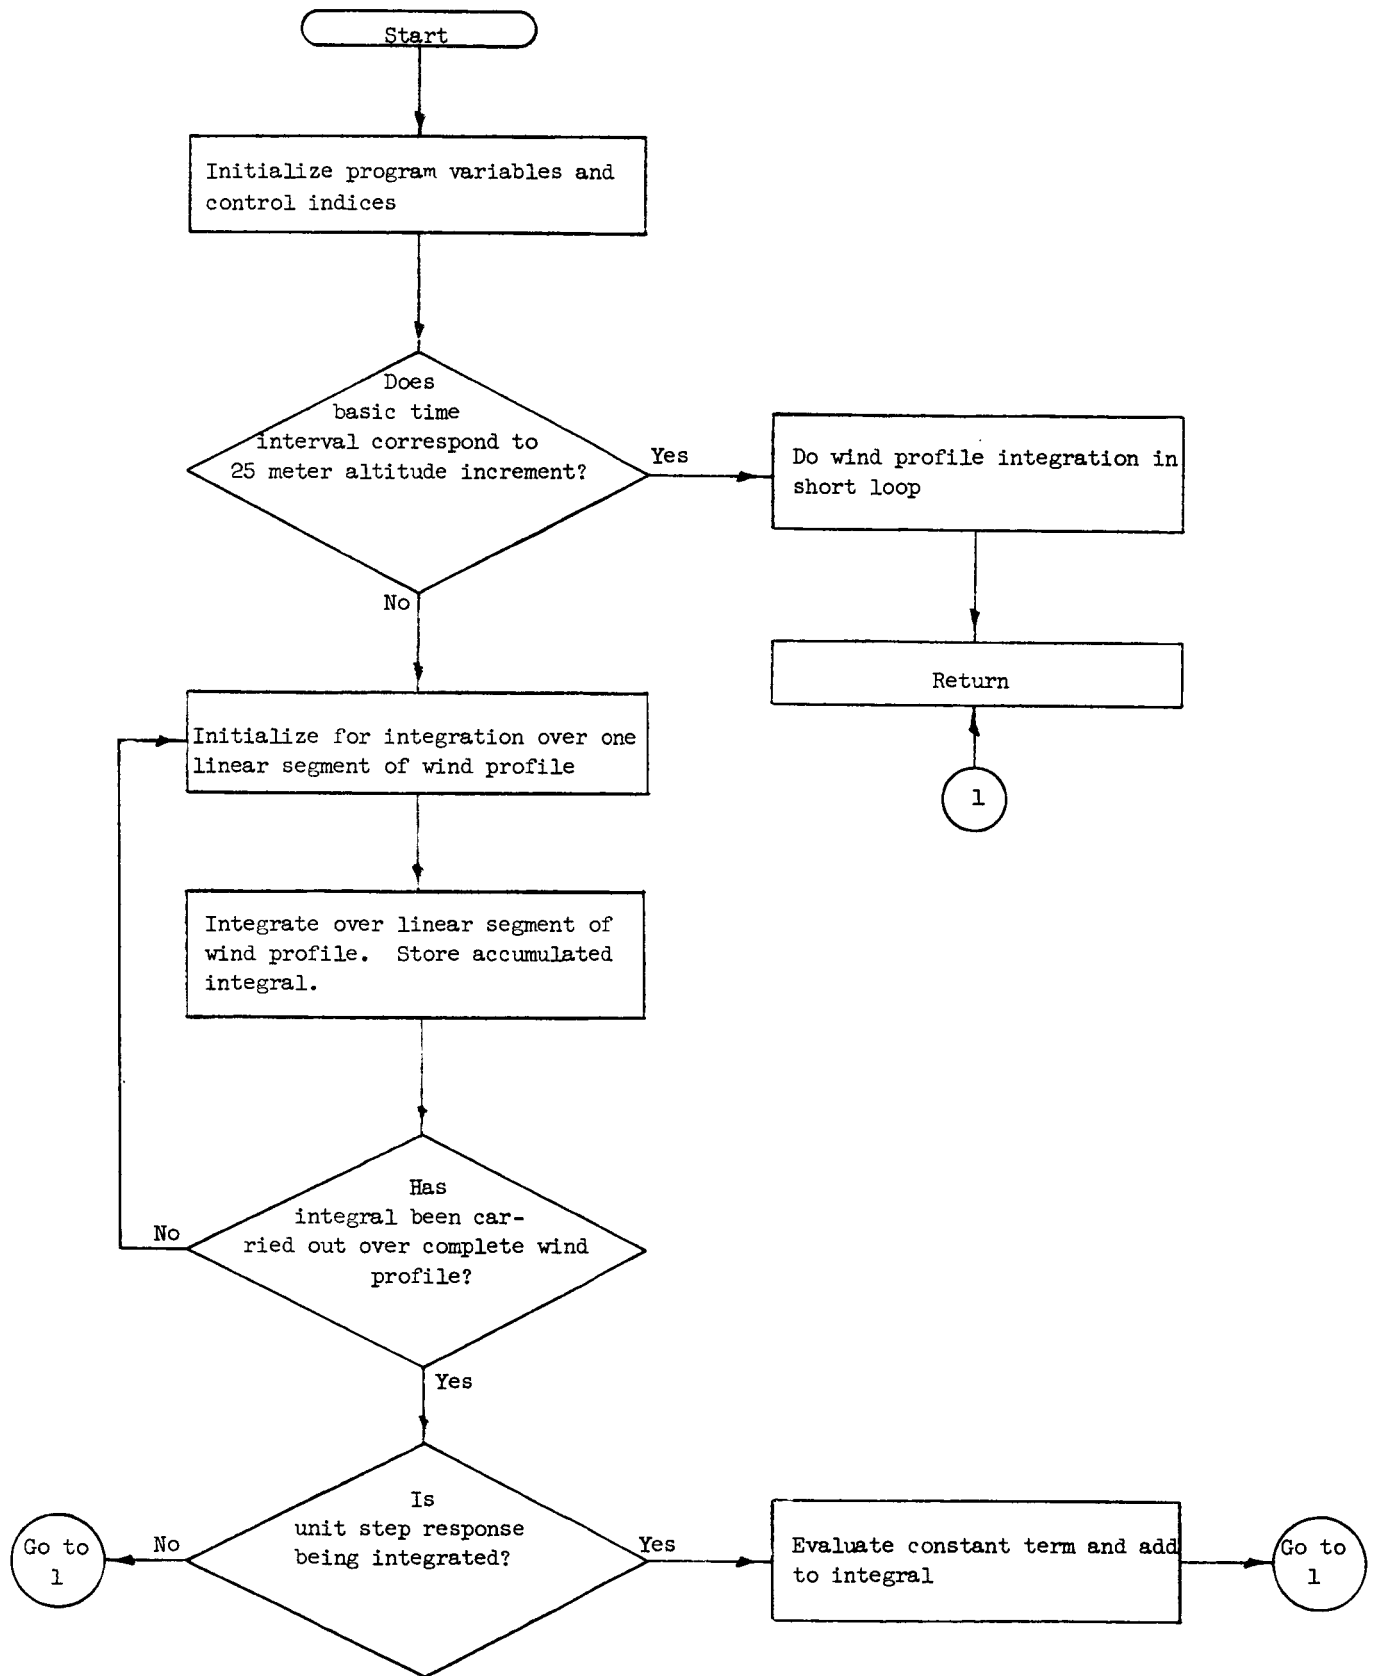 Start
Initialize program variables and
control indices
Does
basic time
interval correspond to
25 meter altitude increment?
Yes
Do wind profile integration in
short loop
No
Return
1
Initialize for integration over one
linear segment of wind profile
Integrate over linear segment of
wind profile.  Store accumulated
integral.
Has
integral been car-
ried out over complete wind
profile?
No
Yes
Is
unit step response
being integrated?
No
Go to
1
Yes
Evaluate constant term and add
to integral
Go to
1